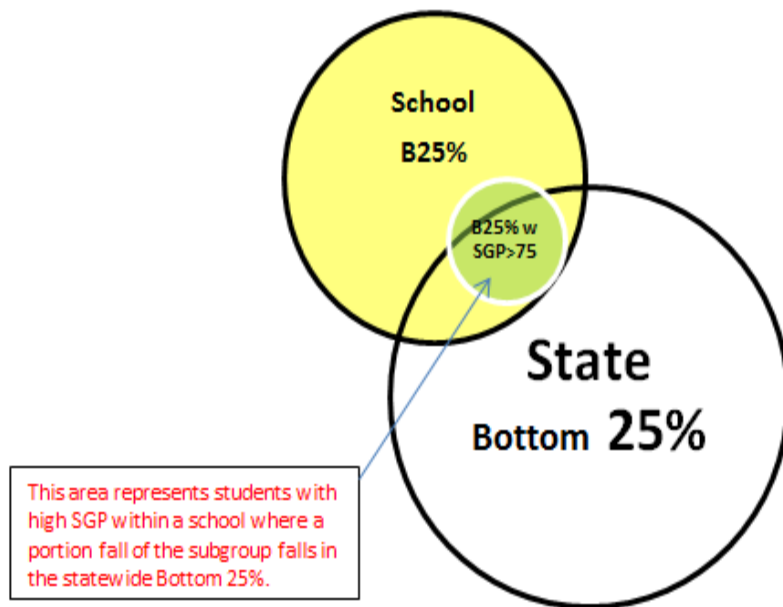 School
B25%
B25% w
SGP>75
State
Bottom 25%
This area represents students with
high SGP within a school where a
portion fall of the subgroup falls in
the statewide Bottom 25%.